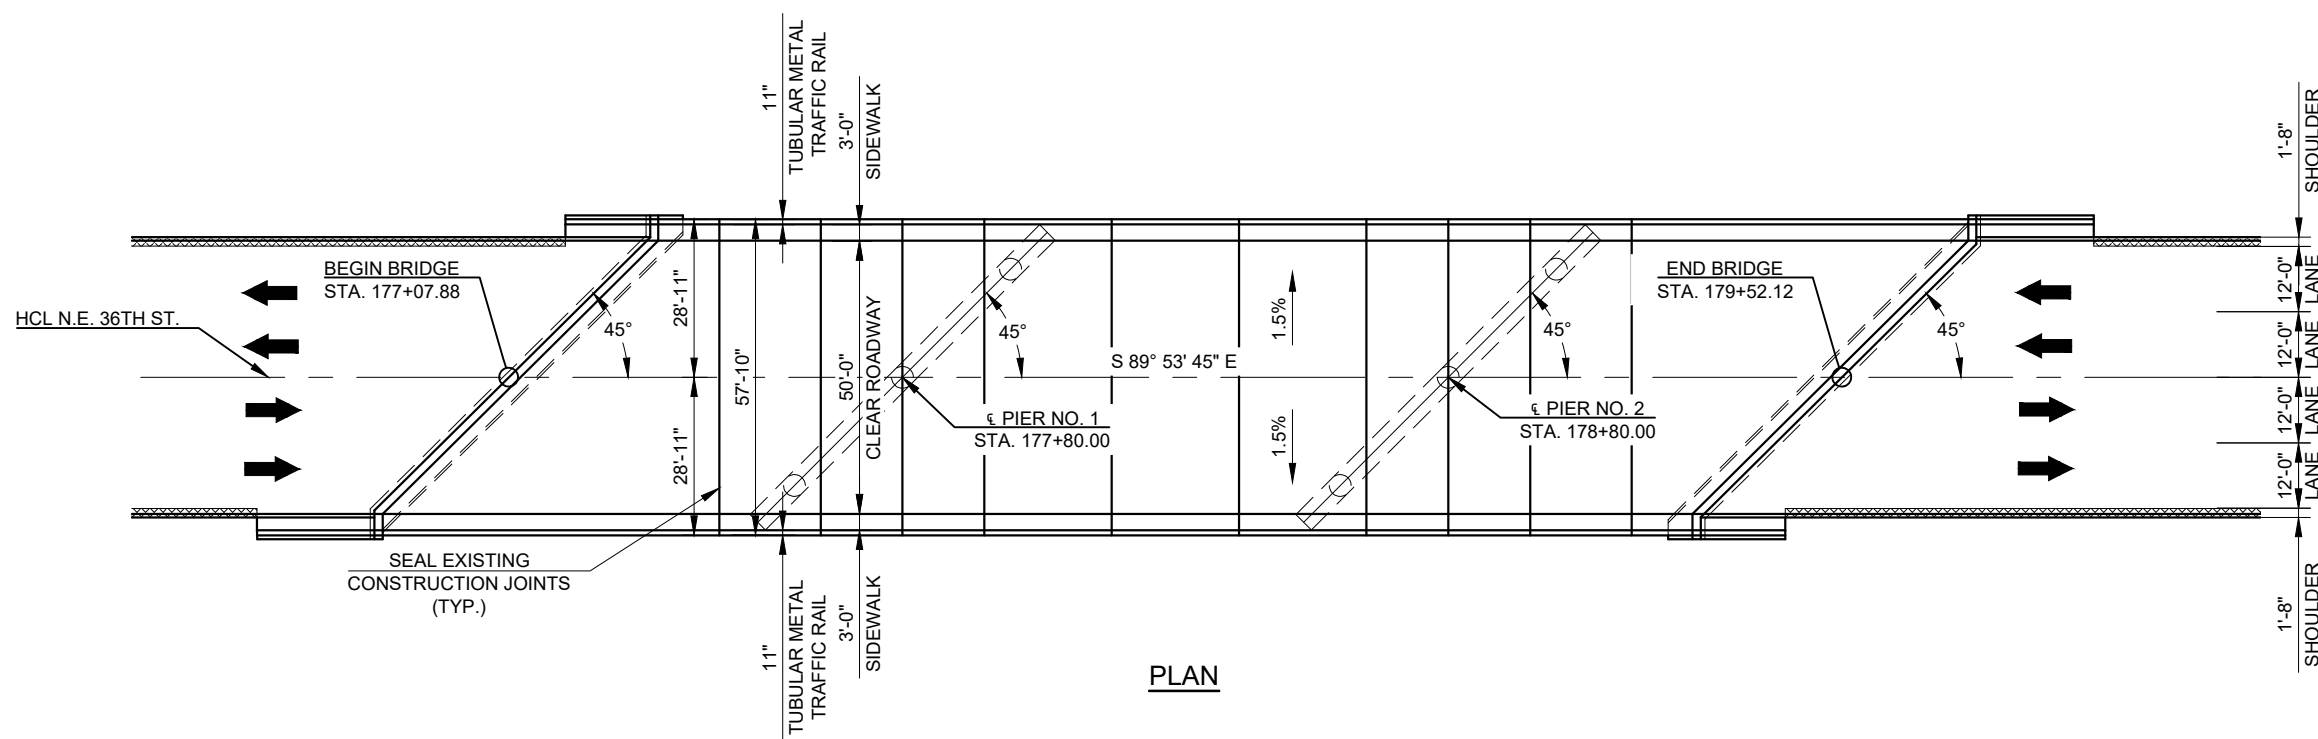 11"
TUBULAR METAL
TRAFFIC RAIL
3'-0"
SIDEWALK
1'-8"
SHOULDER
BEGIN BRIDGE
STA. 177+07.88
HCL N.E. 36TH ST.
45°
28'-11"
28'-11"
57'-10"
50'-0"
CLEAR ROADWAY
45°
S 89° 53' 45" E
1.5%
1.5%
℄ PIER NO. 1
STA. 177+80.00
45°
℄ PIER NO. 2
STA. 178+80.00
END BRIDGE
STA. 179+52.12
45°
12'-0"
LANE
12'-0"
LANE
12'-0"
LANE
12'-0"
LANE
SEAL EXISTING
CONSTRUCTION JOINTS
(TYP.)
11"
TUBULAR METAL
TRAFFIC RAIL
3'-0"
SIDEWALK
1'-8"
SHOULDER
PLAN